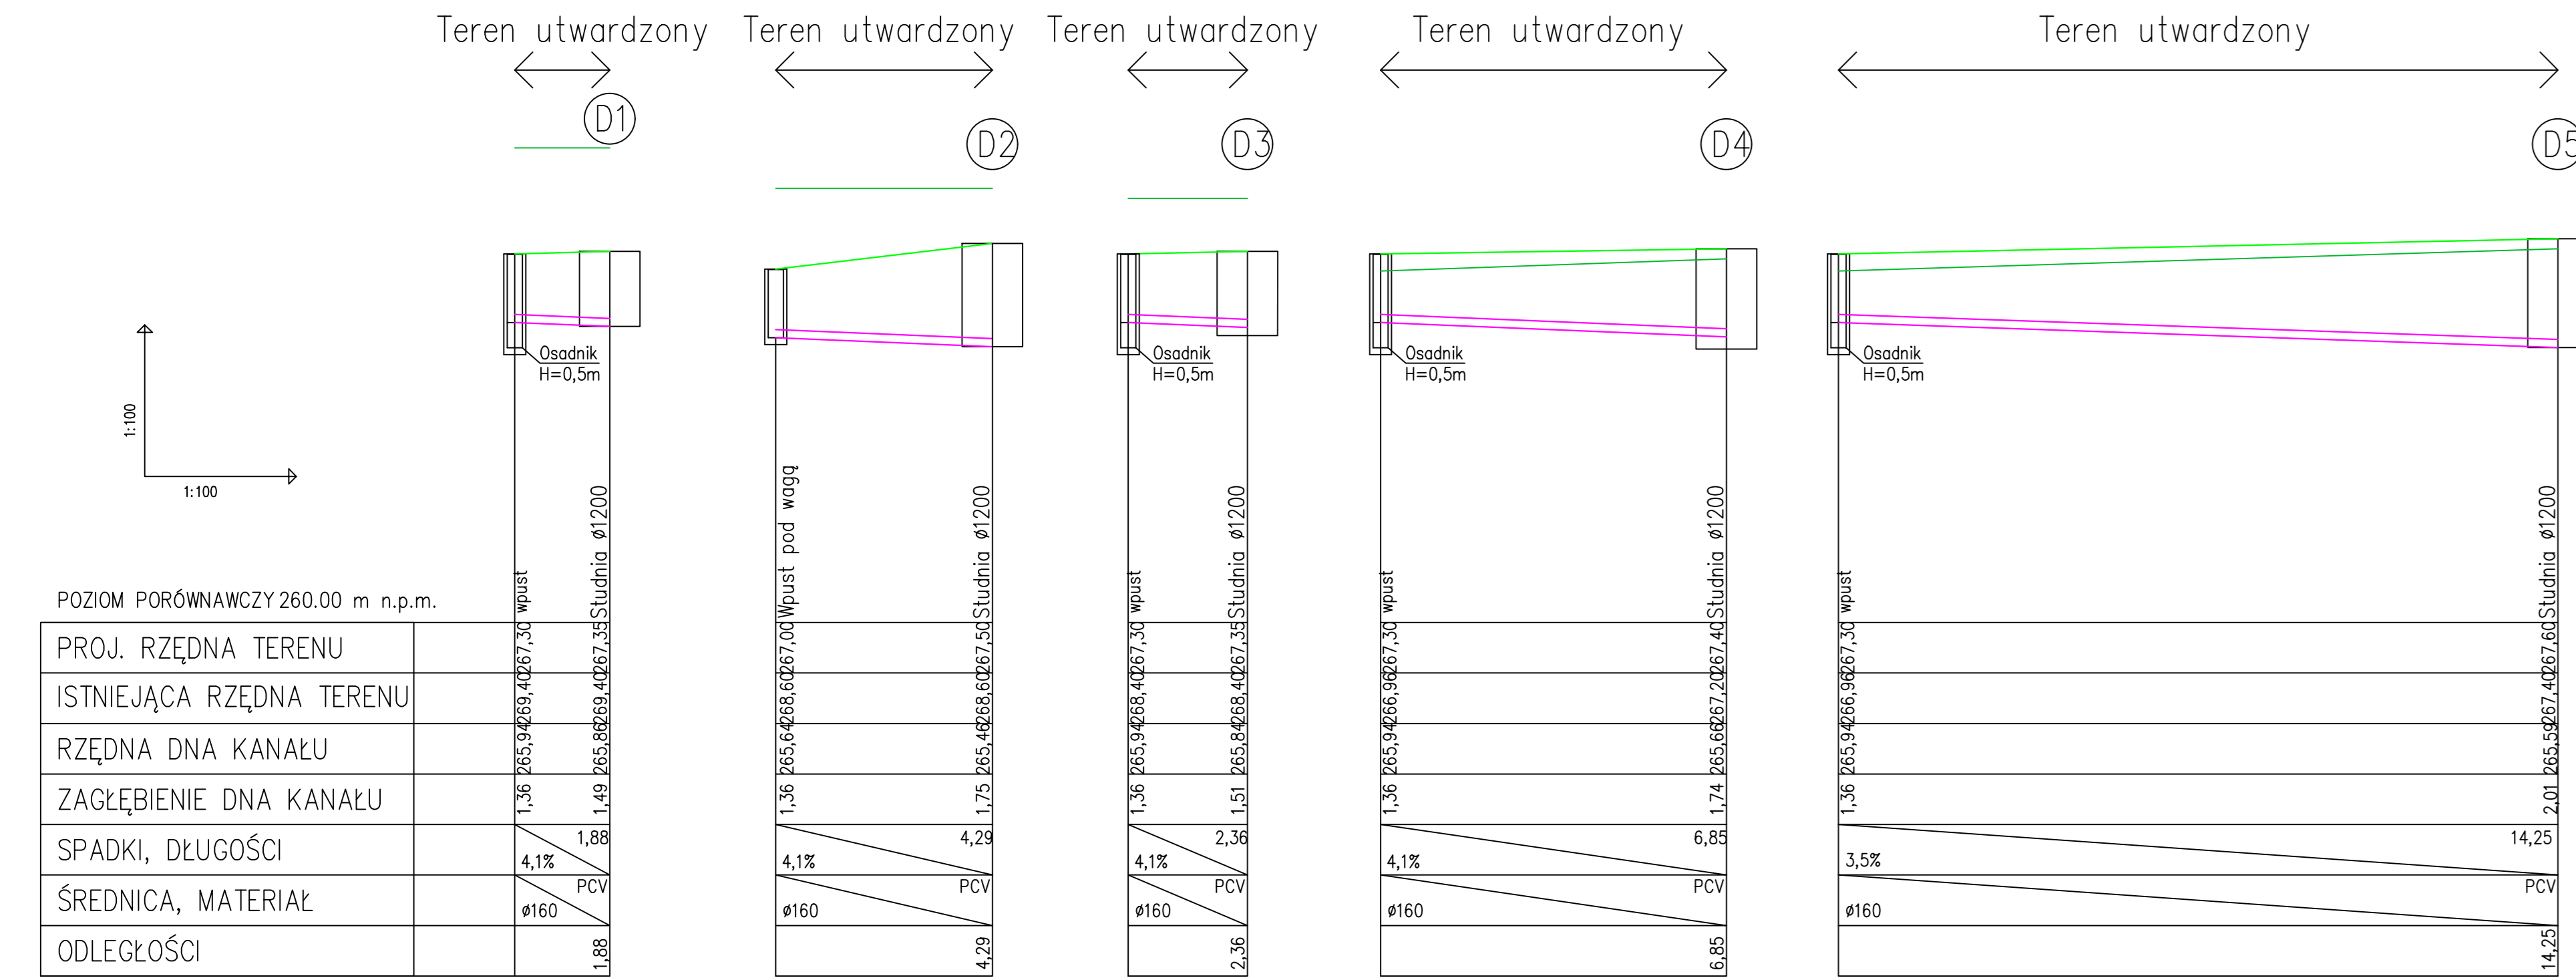 Teren utwardzony
Teren utwardzony
Teren utwardzony
Teren utwardzony
Teren utwardzony
D1
D2
D3
D4
D5
Osadnik
H=0,5m
Osadnik
H=0,5m
Osadnik
H=0,5m
Osadnik
H=0,5m
1:100
1:100
wpust
Studnia ø1200
Wpust pod wagą
Studnia ø1200
wpust
Studnia ø1200
wpust
Studnia ø1200
wpust
Studnia ø1200
POZIOM PORÓWNAWCZY 260.00 m n.p.m.
PROJ. RZĘDNA TERENU 267,30 267,35 267,00 267,50 267,30 267,35 267,30 267,40 267,30 267,60
ISTNIEJĄCA RZĘDNA TERENU 269,40 269,40 268,60 268,60 268,40 268,40 266,96 267,20 266,96 267,40
RZĘDNA DNA KANAŁU 265,94 265,86 265,64 265,46 265,94 265,84 265,94 265,66 265,94 265,59
ZAGŁĘBIENIE DNA KANAŁU 1,36 1,49 1,36 1,75 1,36 1,51 1,36 1,74 1,36 2,01
SPADKI, DŁUGOŚCI 4,1% 1,88 4,1% 4,29 4,1% 2,36 4,1% 6,85 3,5% 14,25
ŚREDNICA, MATERIAŁ ø160 PCV ø160 PCV ø160 PCV ø160 PCV ø160 PCV
ODLEGŁOŚCI 1,88 4,29 2,36 6,85 14,25